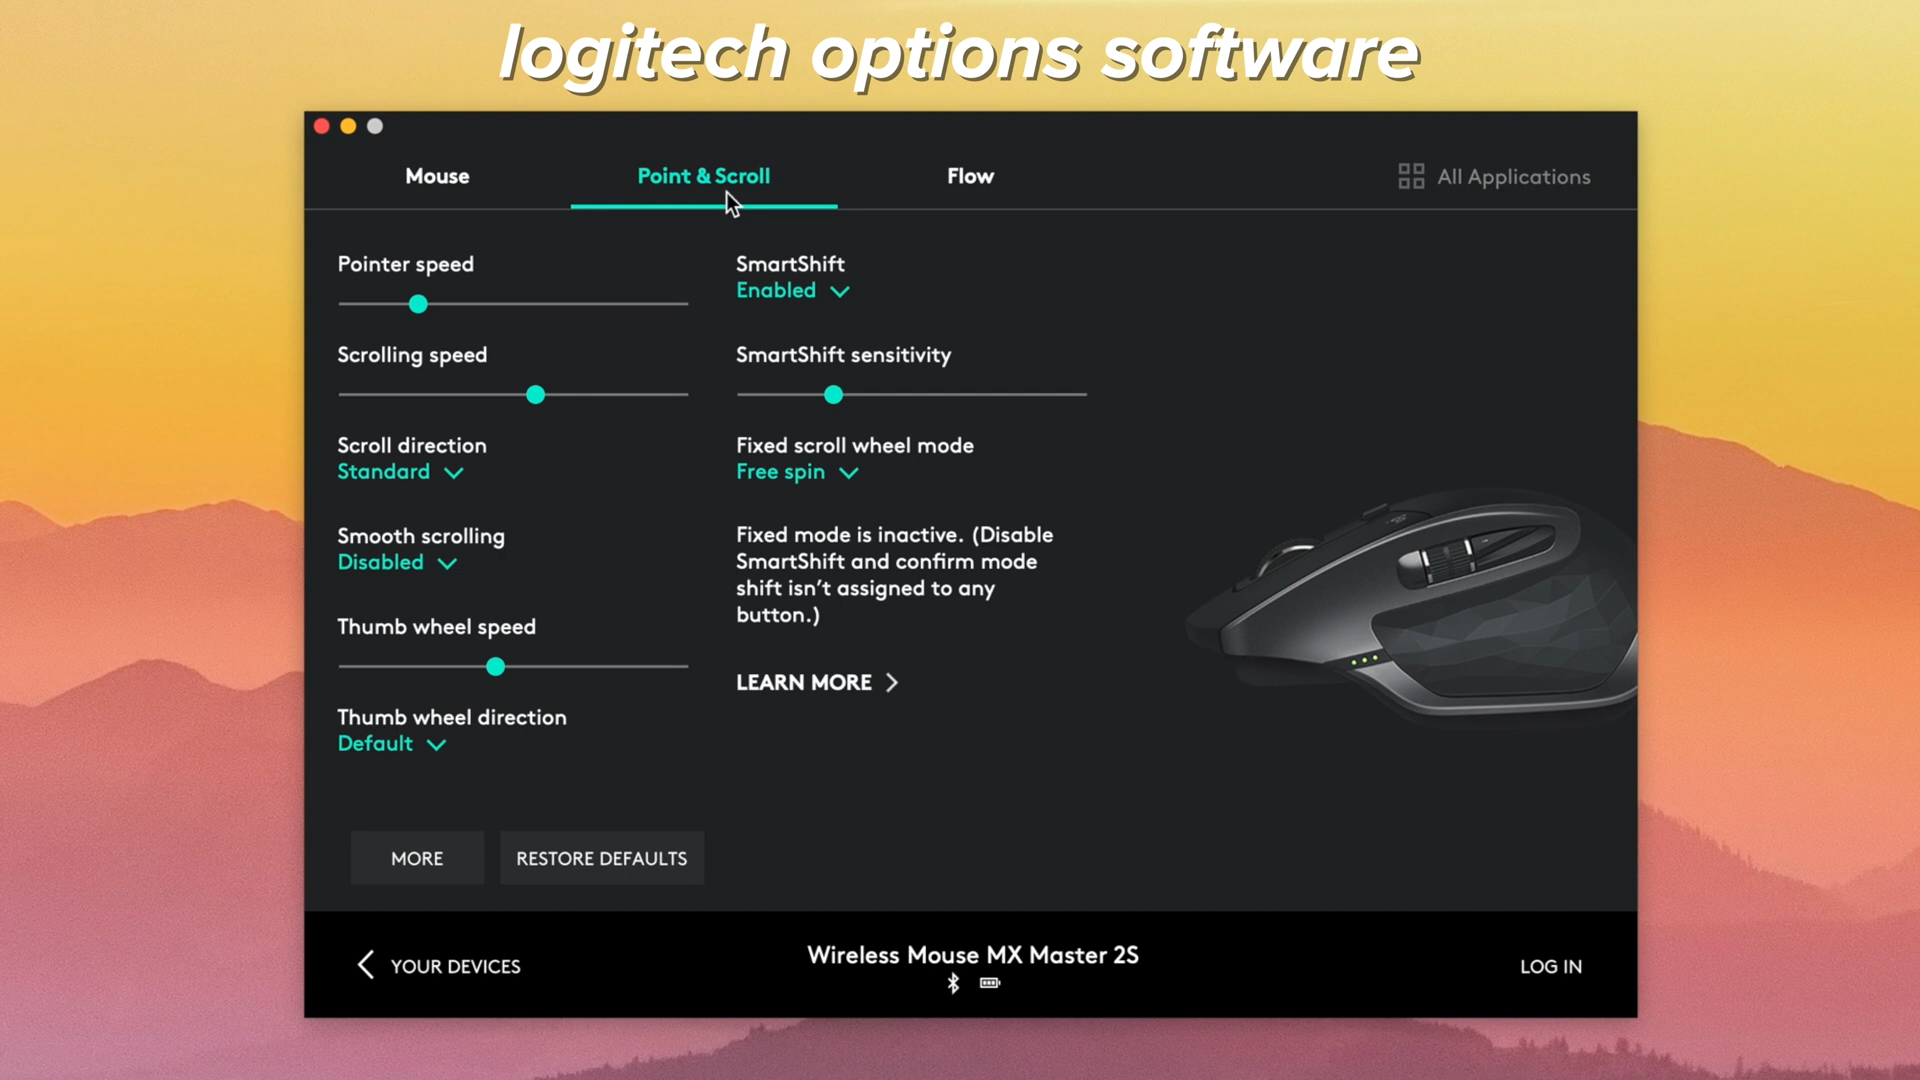 logitech options software
Mouse
Point & Scroll
Flow
All Applications
Pointer speed
Scrolling speed
Scroll direction
Standard
Smooth scrolling
Disabled
Thumb wheel speed
Thumb wheel direction
Default
SmartShift
Enabled
SmartShift sensitivity
Fixed scroll wheel mode
Free spin
Fixed mode is inactive. (Disable
SmartShift and confirm mode
shift isn’t assigned to any
button.)
LEARN MORE
MORE
RESTORE DEFAULTS
YOUR DEVICES
Wireless Mouse MX Master 2S
LOG IN